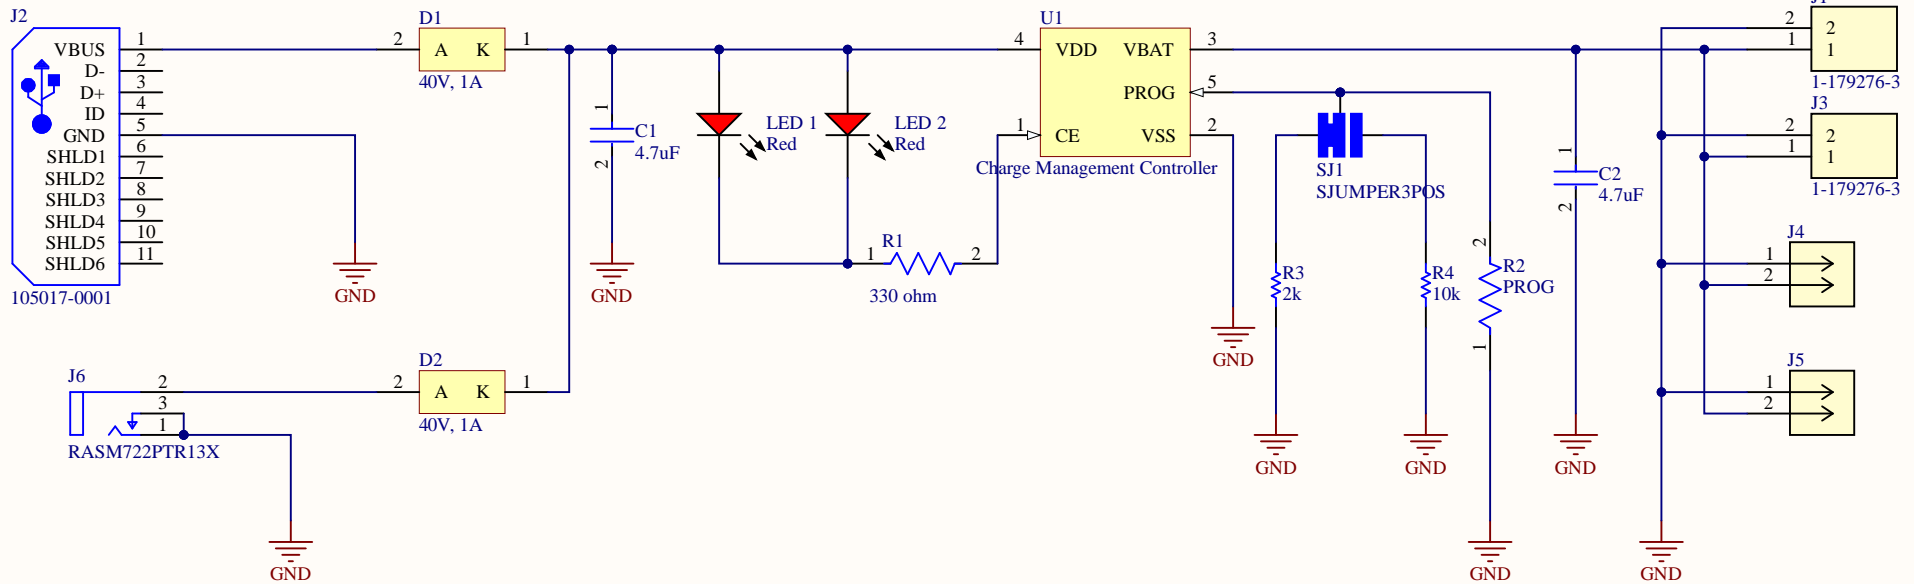 J2
VBUS 1
D- 2
D+ 3
ID 4
GND 5
SHLD1 6
SHLD2 7
SHLD3 8
SHLD4 9
SHLD5 10
SHLD6 11
105017-0001
GND
D1
2 A K 1
40V, 1A
1
C1
4.7uF
2
GND
LED 1
Red
LED 2
Red
R1
1 2
330 ohm
U1
4 VDD VBAT 3
PROG 5
1 CE VSS 2
Charge Management Controller
GND
SJ1
SJUMPER3POS
R3
2k
GND
R4
10k
GND
2
R2
PROG
1
GND
1
C2
4.7uF
2
GND
2 2
1 1
1-179276-3
J3
2 2
1 1
1-179276-3
J4
1
2
J5
1
2
GND
J6
2
3
1
RASM722PTR13X
GND
D2
2 A K 1
40V, 1A